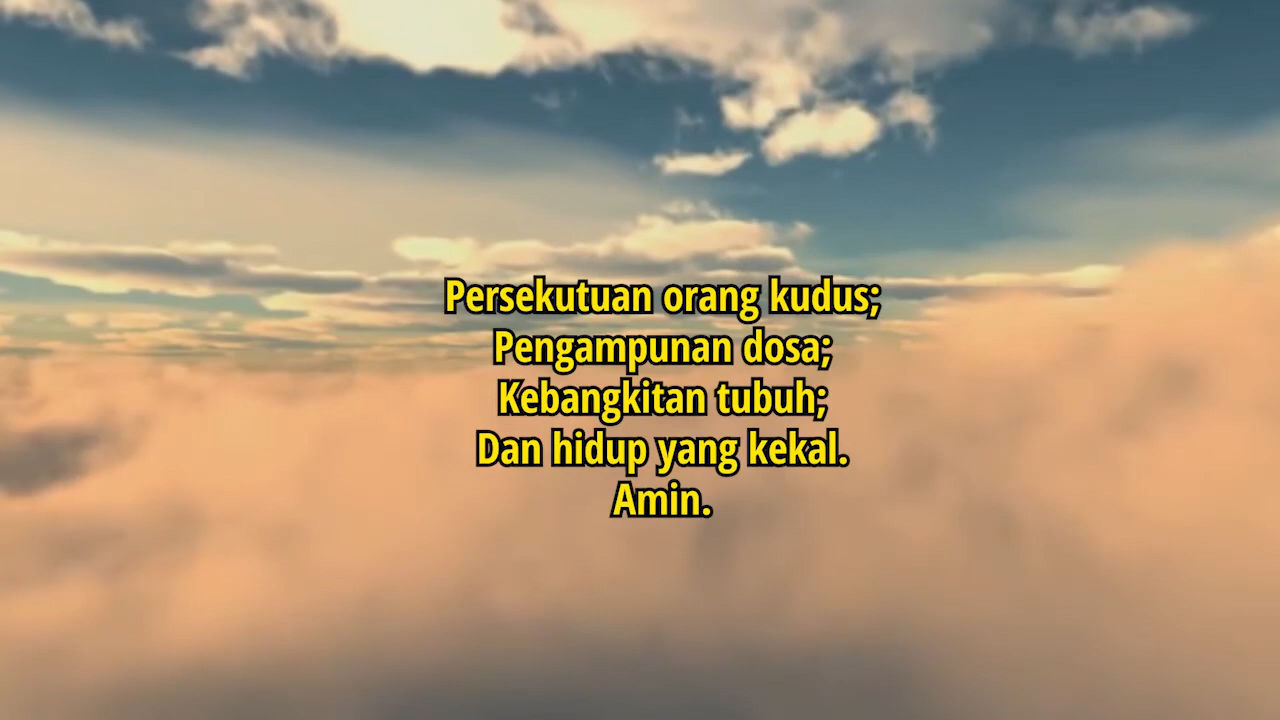 Persekutuan orang kudus;
Pengampunan dosa;
Kebangkitan tubuh;
Dan hidup yang kekal.
Amin.